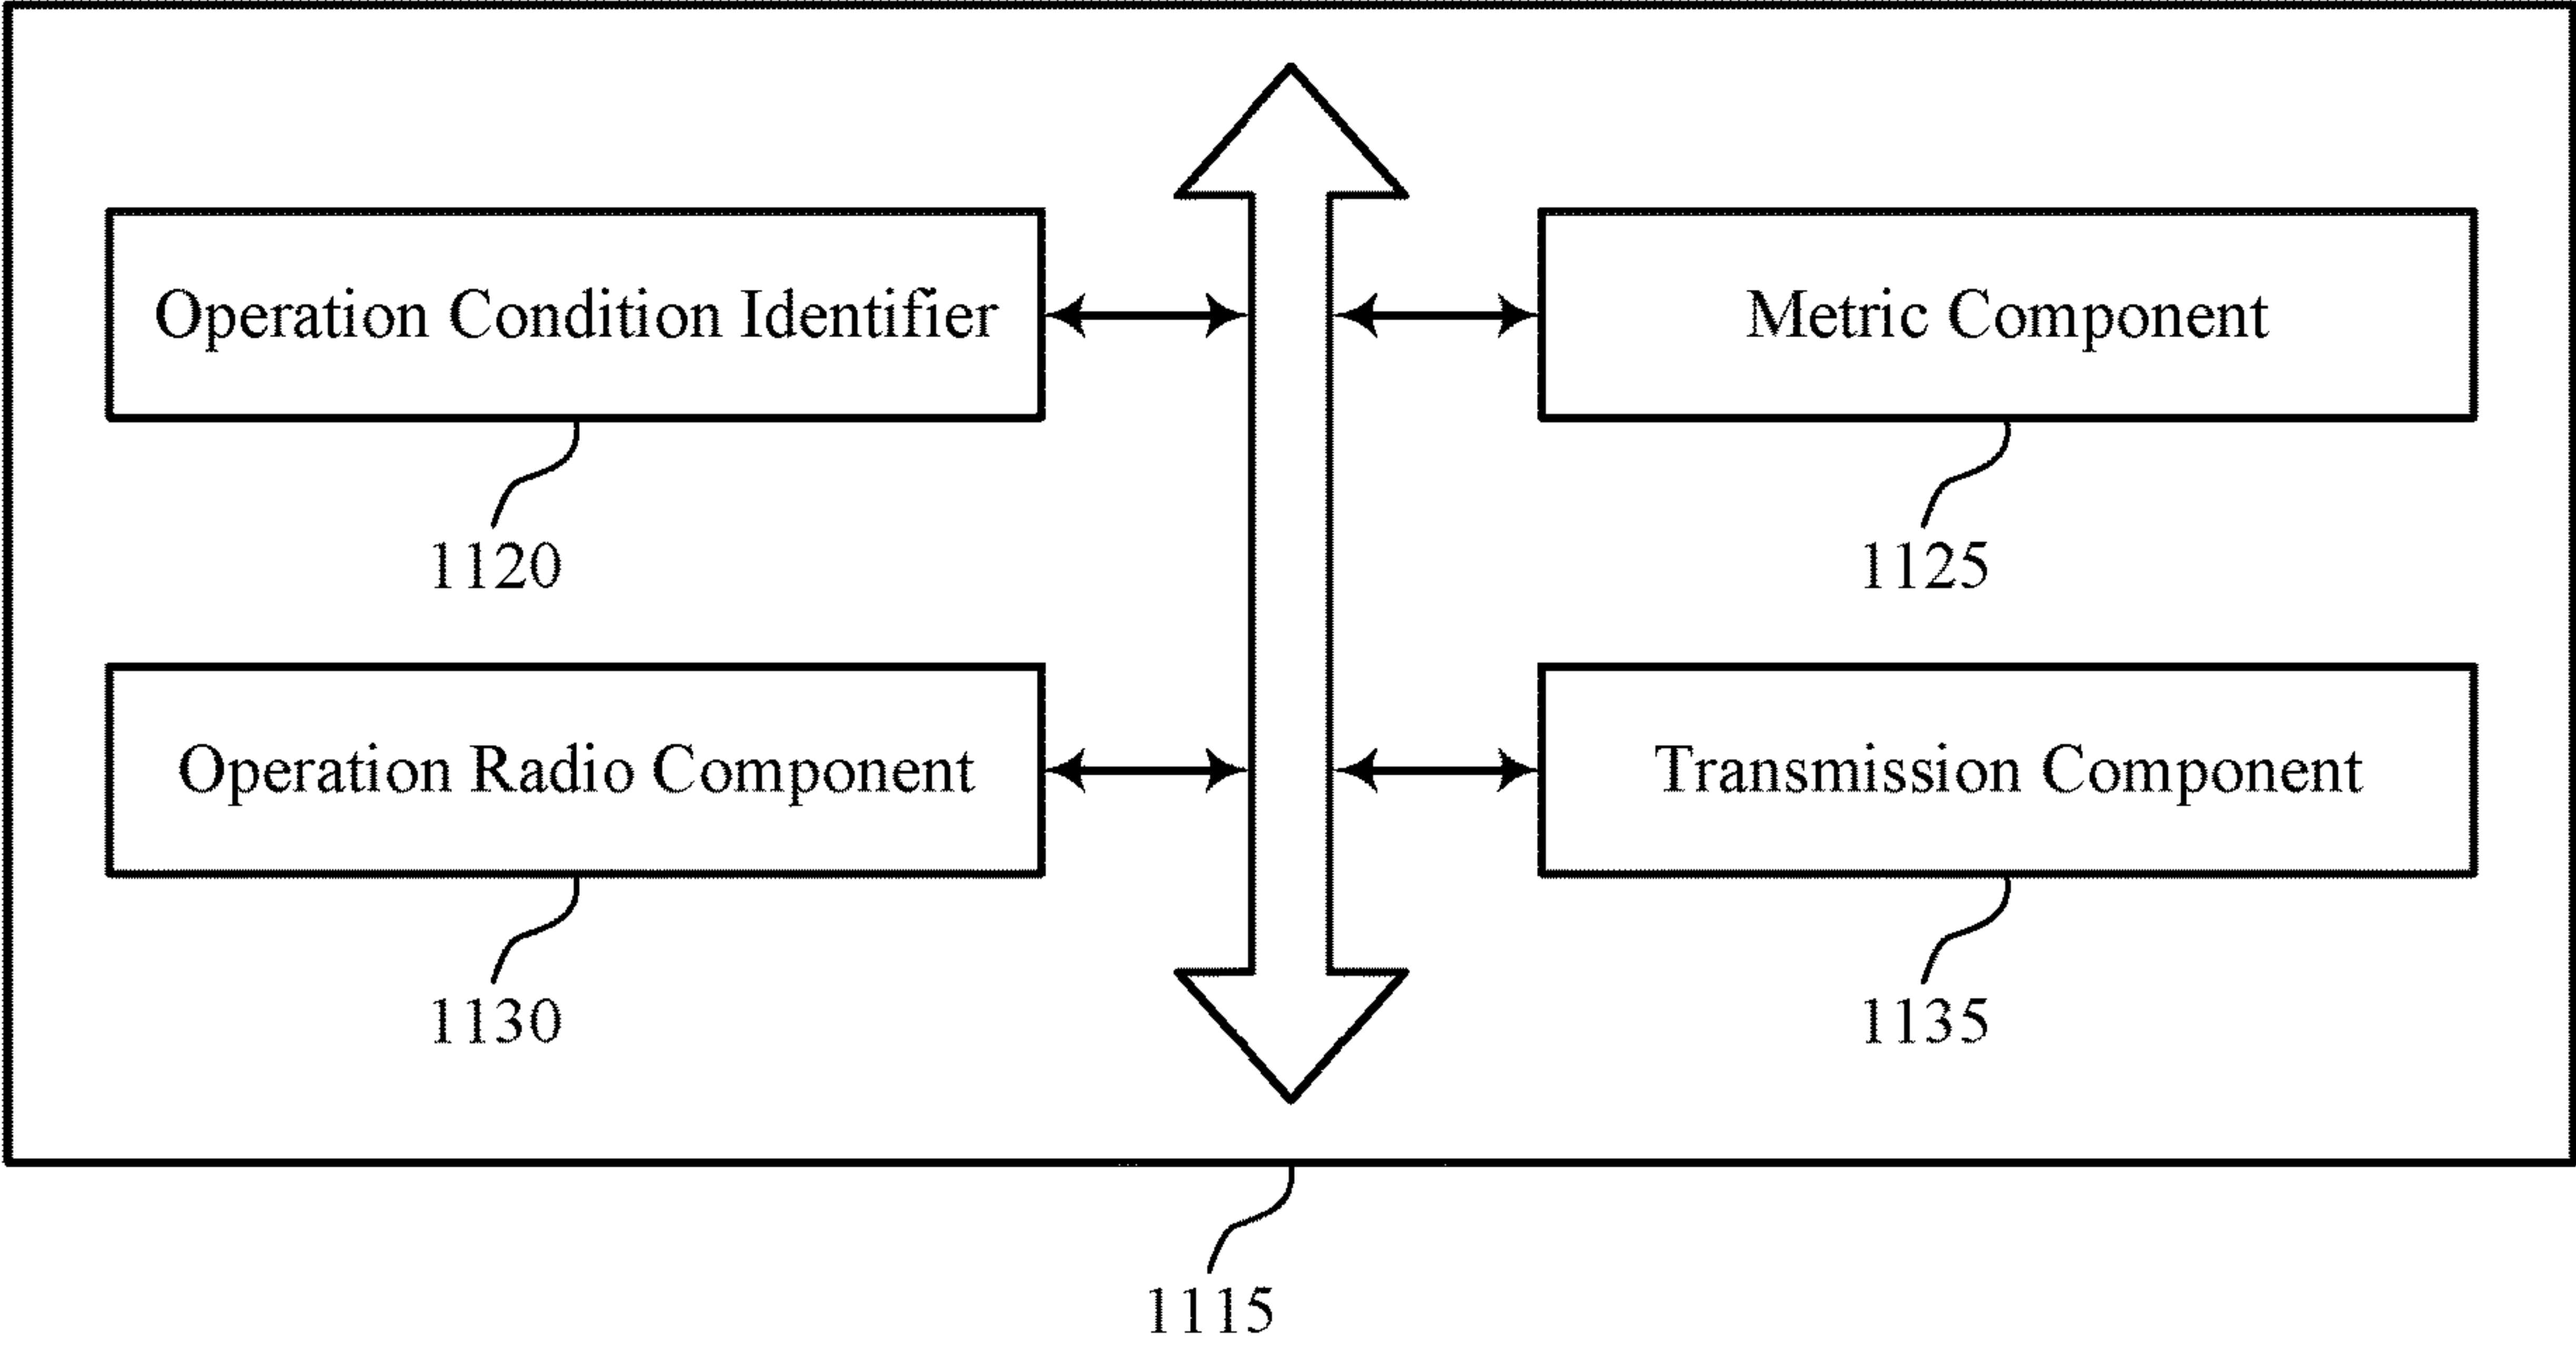 Operation Condition Identifier
Metric Component
1120
1125
Operation Radio Component
Transmission Component
1130
1135
1115